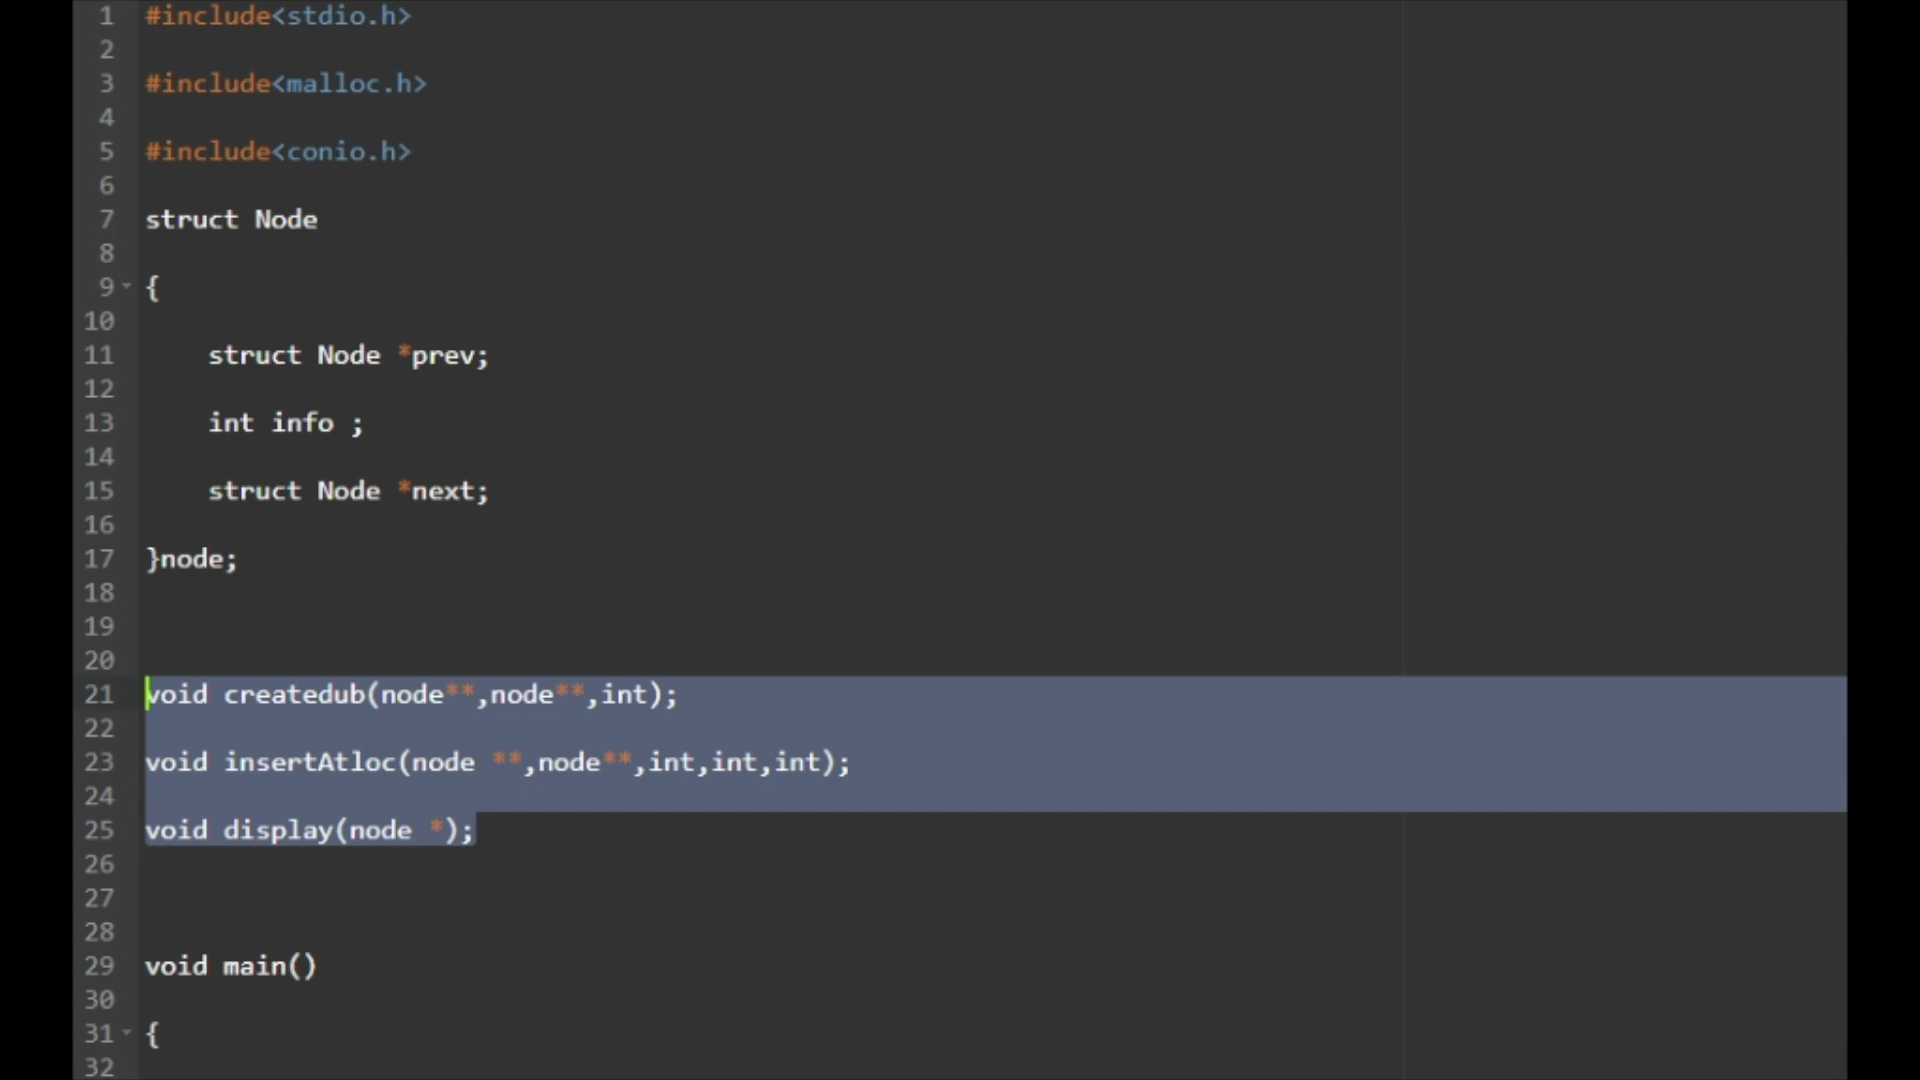 1 #include<stdio.h>
2
3 #include<malloc.h>
4
5 #include<conio.h>
6
7 struct Node
8
9 {
10
11 struct Node *prev;
12
13 int info ;
14
15 struct Node *next;
16
17 }node;
18
19
20
21 void createdub(node**,node**,int);
22
23 void insertAtloc(node **,node**,int,int,int);
24
25 void display(node *);
26
27
28
29 void main()
30
31 {
32